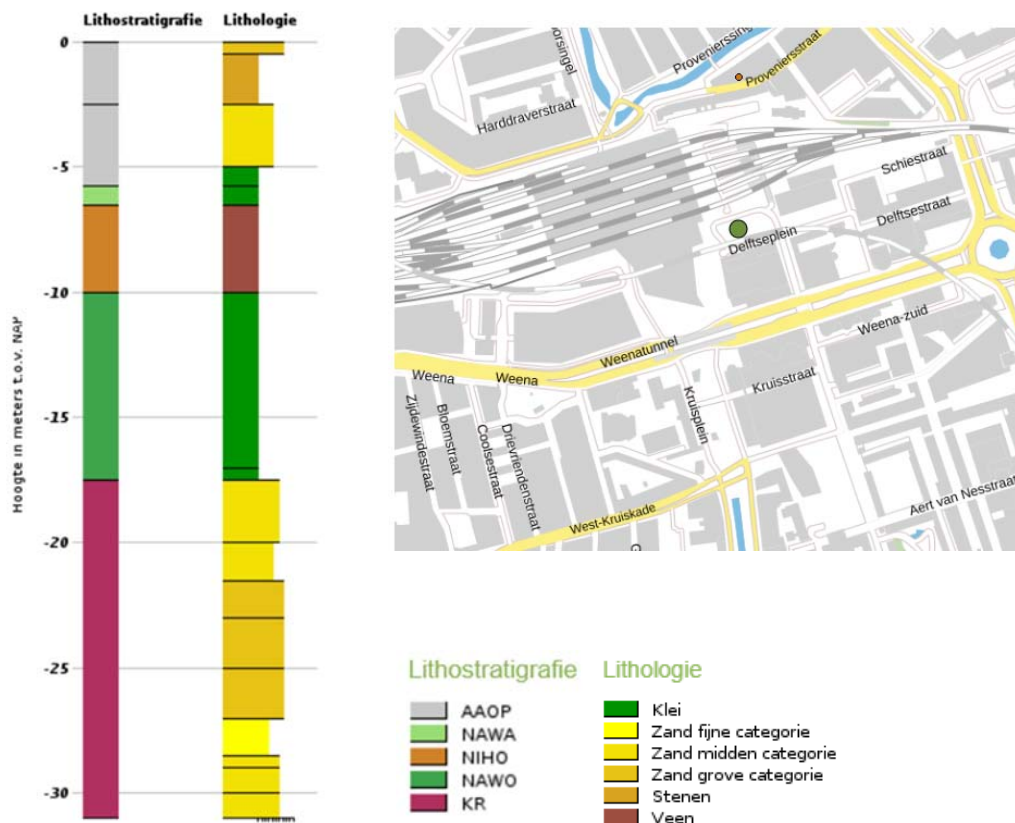 Lithostratigrafie Lithologie
0
-5
-10
-15
-20
-25
-30
Hoogte in meters t.o.v. NAP
Provenierssin
Proveniersstraat
orsingel
Harddraverstraat
Schiestraat
Delftsestraat
Delftseplein
Weena-zuid
Weenatunnel
Weena
Weena
Kruisstraat
Kruisplein
Zijdewindestraat
Bloemstraat
Coolsestraat
Drievriendenstraat
West-Kruiskade
Aert van Nesstraat
Lithostratigrafie
AAOP
NAWA
NIHO
NAWO
KR
Lithologie
Klei
Zand fijne categorie
Zand midden categorie
Zand grove categorie
Stenen
Veen